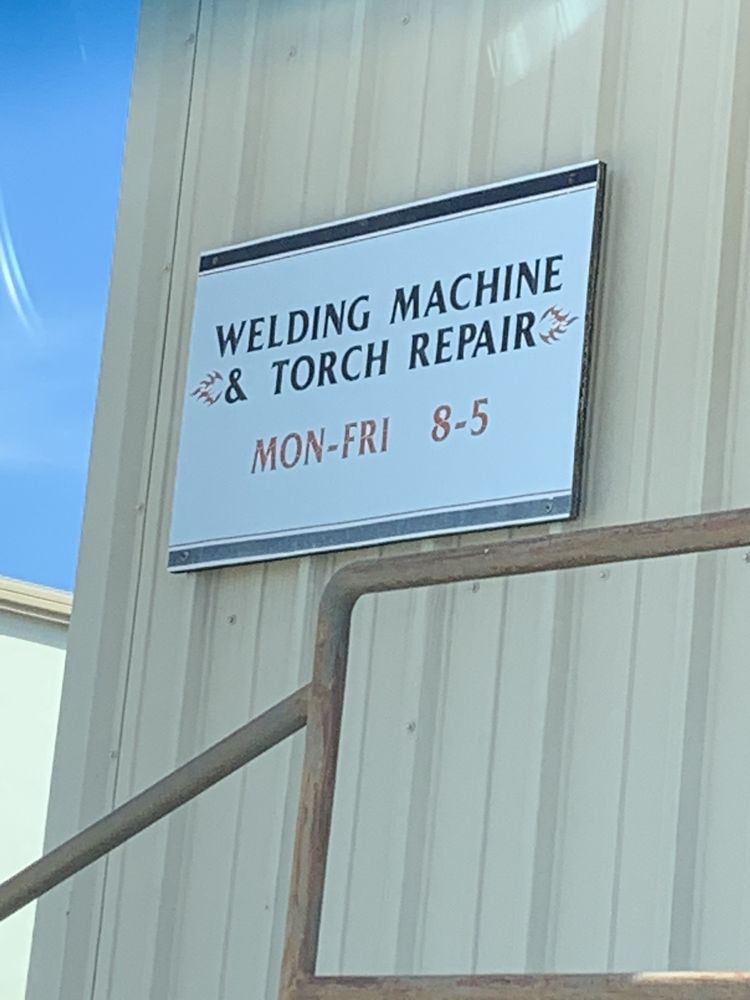 WELDING MACHINE
& TORCH REPAIR
MON-FRI 8-5